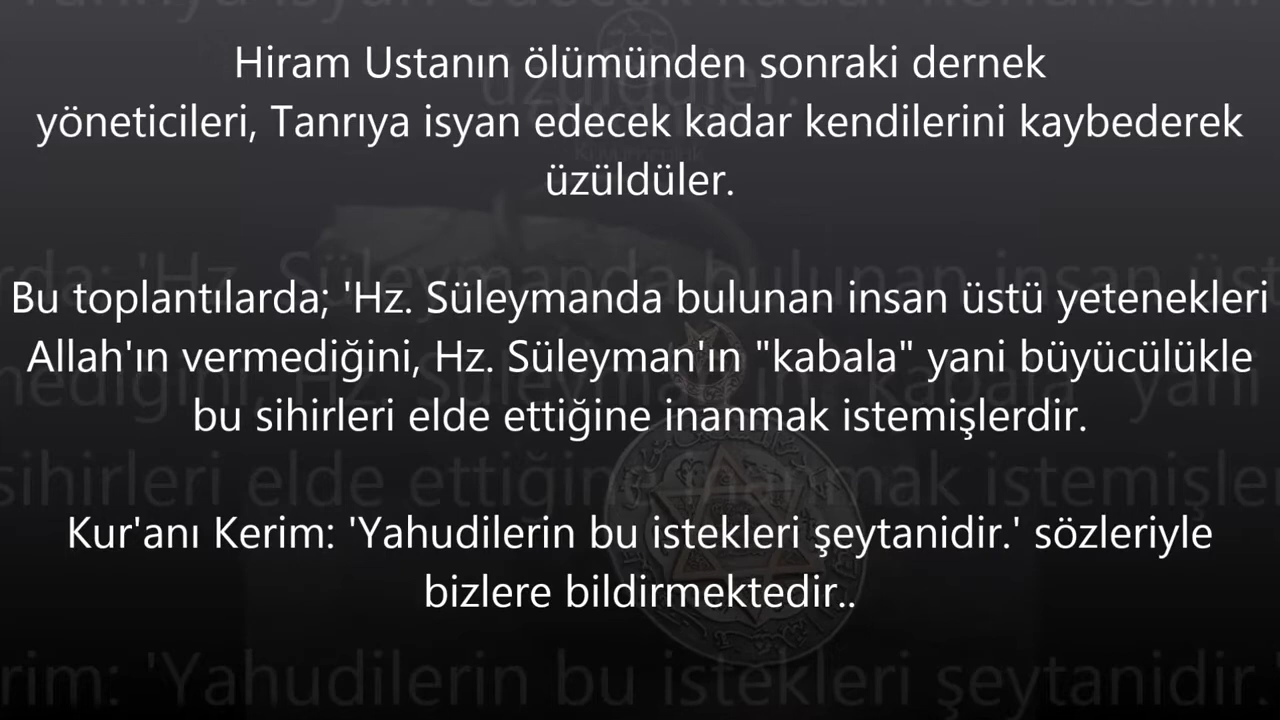 Hiram Ustanın ölümünden sonraki dernek
yöneticileri, Tanrıya isyan edecek kadar kendilerini kaybederek
üzüldüler.
Bu toplantılarda; 'Hz. Süleymanda bulunan insan üstü yetenekleri
Allah'ın vermediğini, Hz. Süleyman'ın "kabala" yani büyücülükle
bu sihirleri elde ettiğine inanmak istemişlerdir.
Kur'anı Kerim: 'Yahudilerin bu istekleri şeytanidir.' sözleriyle
bizlere bildirmektedir..